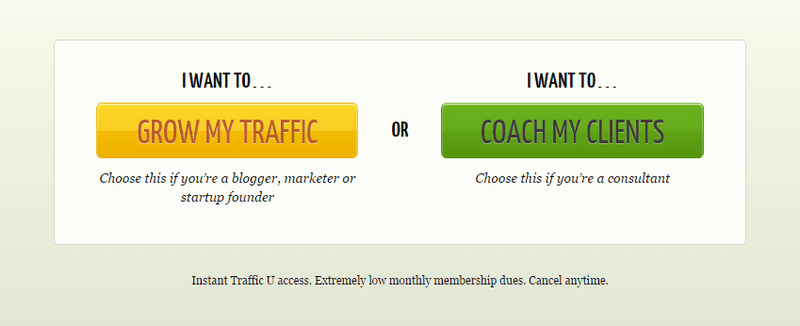 I WANT TO...
GROW MY TRAFFIC
Choose this if you're a blogger, marketer or
startup founder
OR
I WANT TO...
COACH MY CLIENTS
Choose this if you're a consultant
Instant Traffic U access. Extremely low monthly membership dues. Cancel anytime.